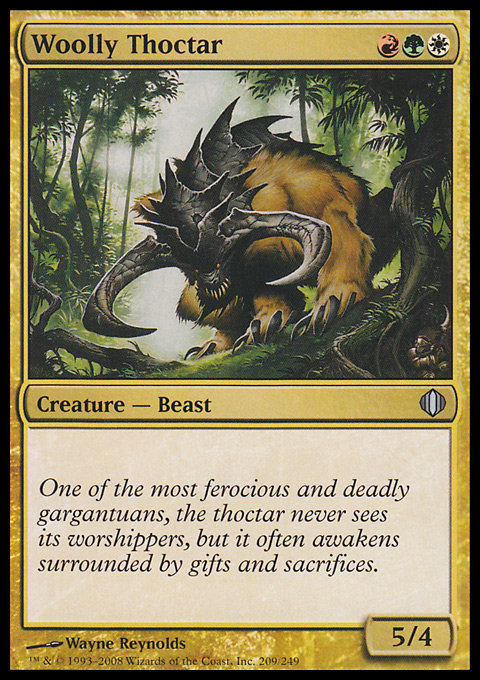 Woolly Thoctar
Creature — Beast
One of the most ferocious and deadly
gargantuans, the thoctar never sees
its worshippers, but it often awakens
surrounded by gifts and sacrifices.
Wayne Reynolds
5/4
™ & © 1993–2008 Wizards of the Coast, Inc. 209/249